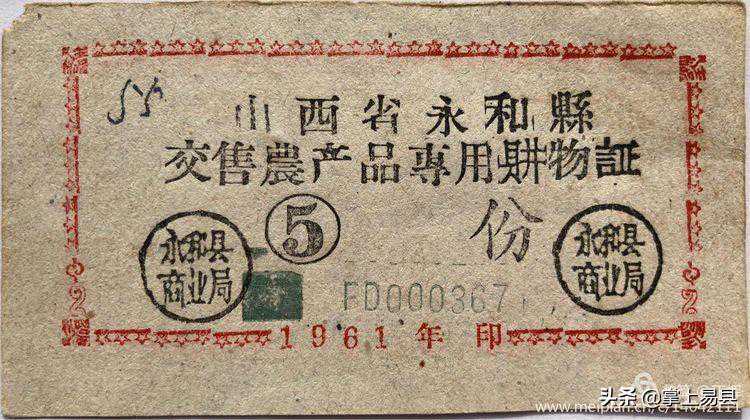 55
山西省永和縣
交售農产品專用購物証
5份
永和县
商业局
永和县
商业局
FD000367
1961年印
头条@掌上易县